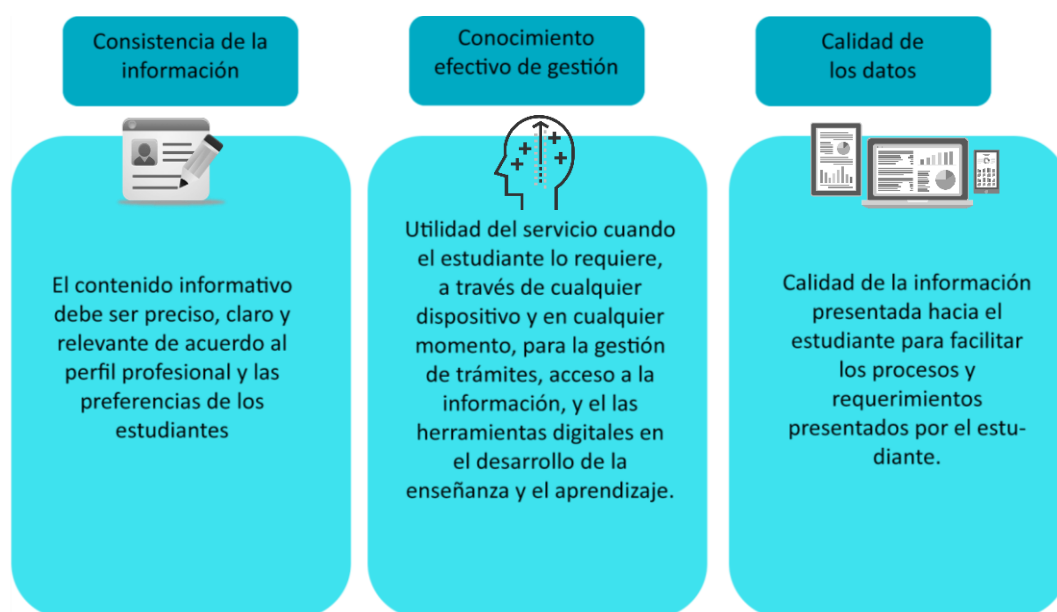 Consistencia de la
información
El contenido informativo
debe ser preciso, claro y
relevante de acuerdo al
perfil profesional y las
preferencias de los
estudiantes
Conocimiento
efectivo de gestión
Utilidad del servicio cuando
el estudiante lo requiere,
a través de cualquier
dispositivo y en cualquier
momento, para la gestión
de trámites, acceso a la
información, y el las
herramientas digitales en
el desarrollo de la
enseñanza y el aprendizaje.
Calidad de
los datos
Calidad de la información
presentada hacia el
estudiante para facilitar
los procesos y
requerimientos
presentados por el estu-
diante.